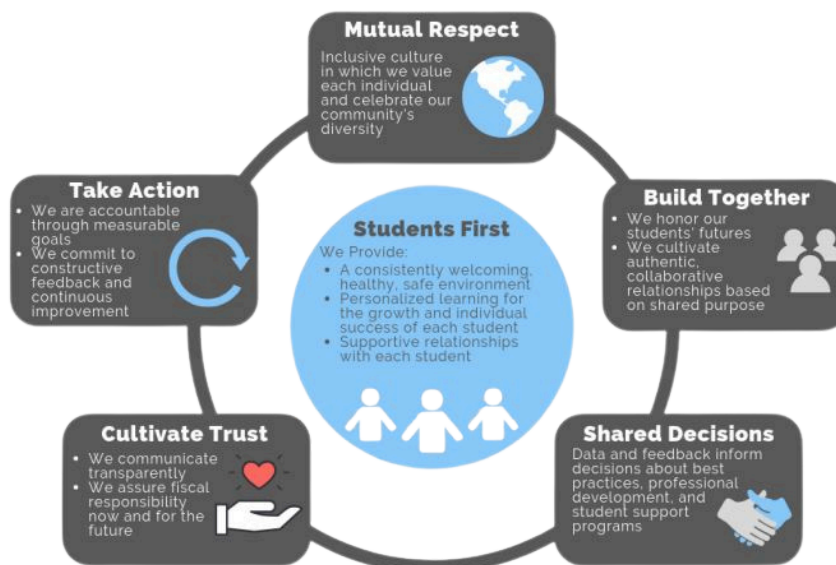 Mutual Respect
Inclusive culture
in which we value
each individual
and celebrate our
community's
diversity
Take Action
• We are accountable
through measurable
goals
• We commit to
constructive
feedback and
continuous
improvement
Students First
We Provide:
• A consistently welcoming,
healthy, safe environment
• Personalized learning for
the growth and individual
success of each student
• Supportive relationships
with each student
Build Together
• We honor our
students' futures
• We cultivate
authentic,
collaborative
relationships based
on shared purpose
Cultivate Trust
• We communicate
transparently
• We assure fiscal
responsibility
now and for the
future
Shared Decisions
Data and feedback inform
decisions about best
practices, professional
development, and
student support
programs